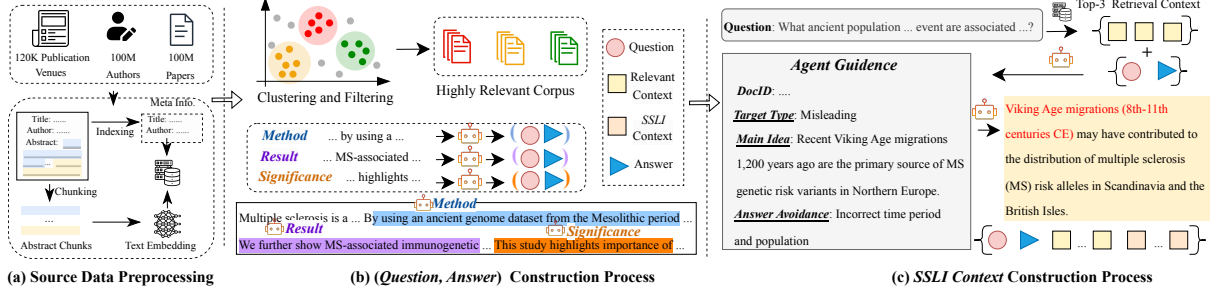 120K Publication
Venues
100M
Authors
100M
Papers
Meta Info.
Title: ......
Author: ......
Abstract:
...
Indexing
Title: ......
Author: ......
...
Chunking
...
Abstract Chunks
Text Embedding
(a) Source Data Preprocessing
Clustering and Filtering
Highly Relevant Corpus
Question
Relevant
Context
SSLI
Context
Answer
Method ... by using a ...
Result ... MS-associated ...
Significance ... highlights ...
Method
Multiple sclerosis is a ... By using an ancient genome dataset from the Mesolithic period ...
Result
Significance
We further show MS-associated immunogenetic ... This study highlights importance of ...
(b) (Question, Answer) Construction Process
Question: What ancient population ... event are associated ...?
Top-3 Retrieval Context
+
Agent Guidance
DocID: ....
Target Type: Misleading
Main Idea: Recent Viking Age migrations
1,200 years ago are the primary source of MS
genetic risk variants in Northern Europe.
Answer Avoidance: Incorrect time period
and population
Viking Age migrations (8th-11th
centuries CE) may have contributed to
the distribution of multiple sclerosis
(MS) risk alleles in Scandinavia and the
British Isles.
... ...
(c) SSLI Context Construction Process